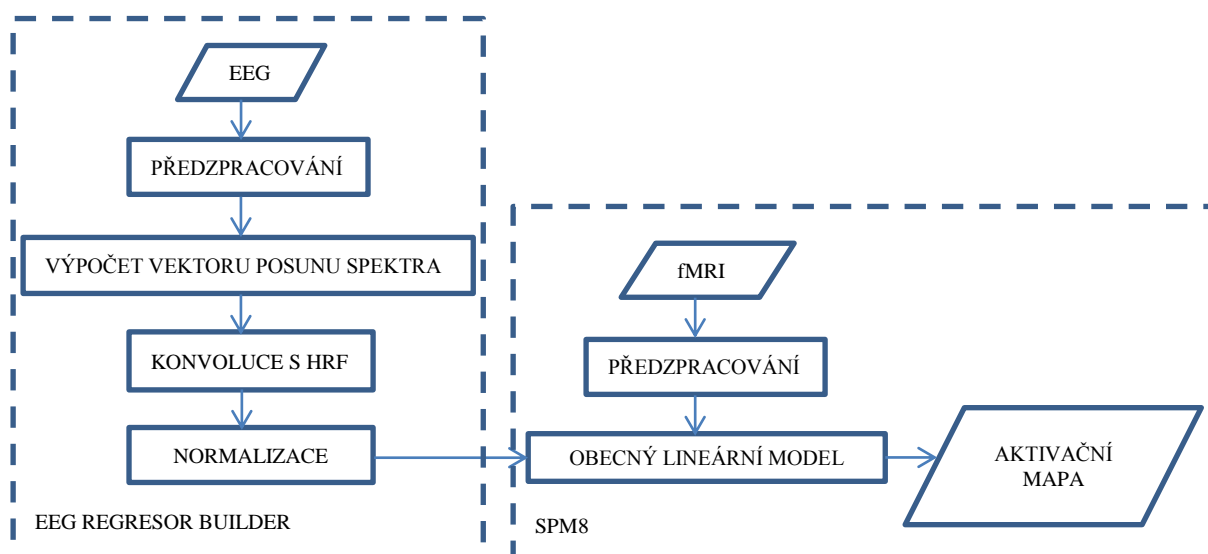 EEG
PŘEDZPRACOVÁNÍ
VÝPOČET VEKTORU POSUNU SPEKTRA
KONVOLUCE S HRF
NORMALIZACE
EEG REGRESOR BUILDER
fMRI
PŘEDZPRACOVÁNÍ
OBECNÝ LINEÁRNÍ MODEL
AKTIVAČNÍ
MAPA
SPM8